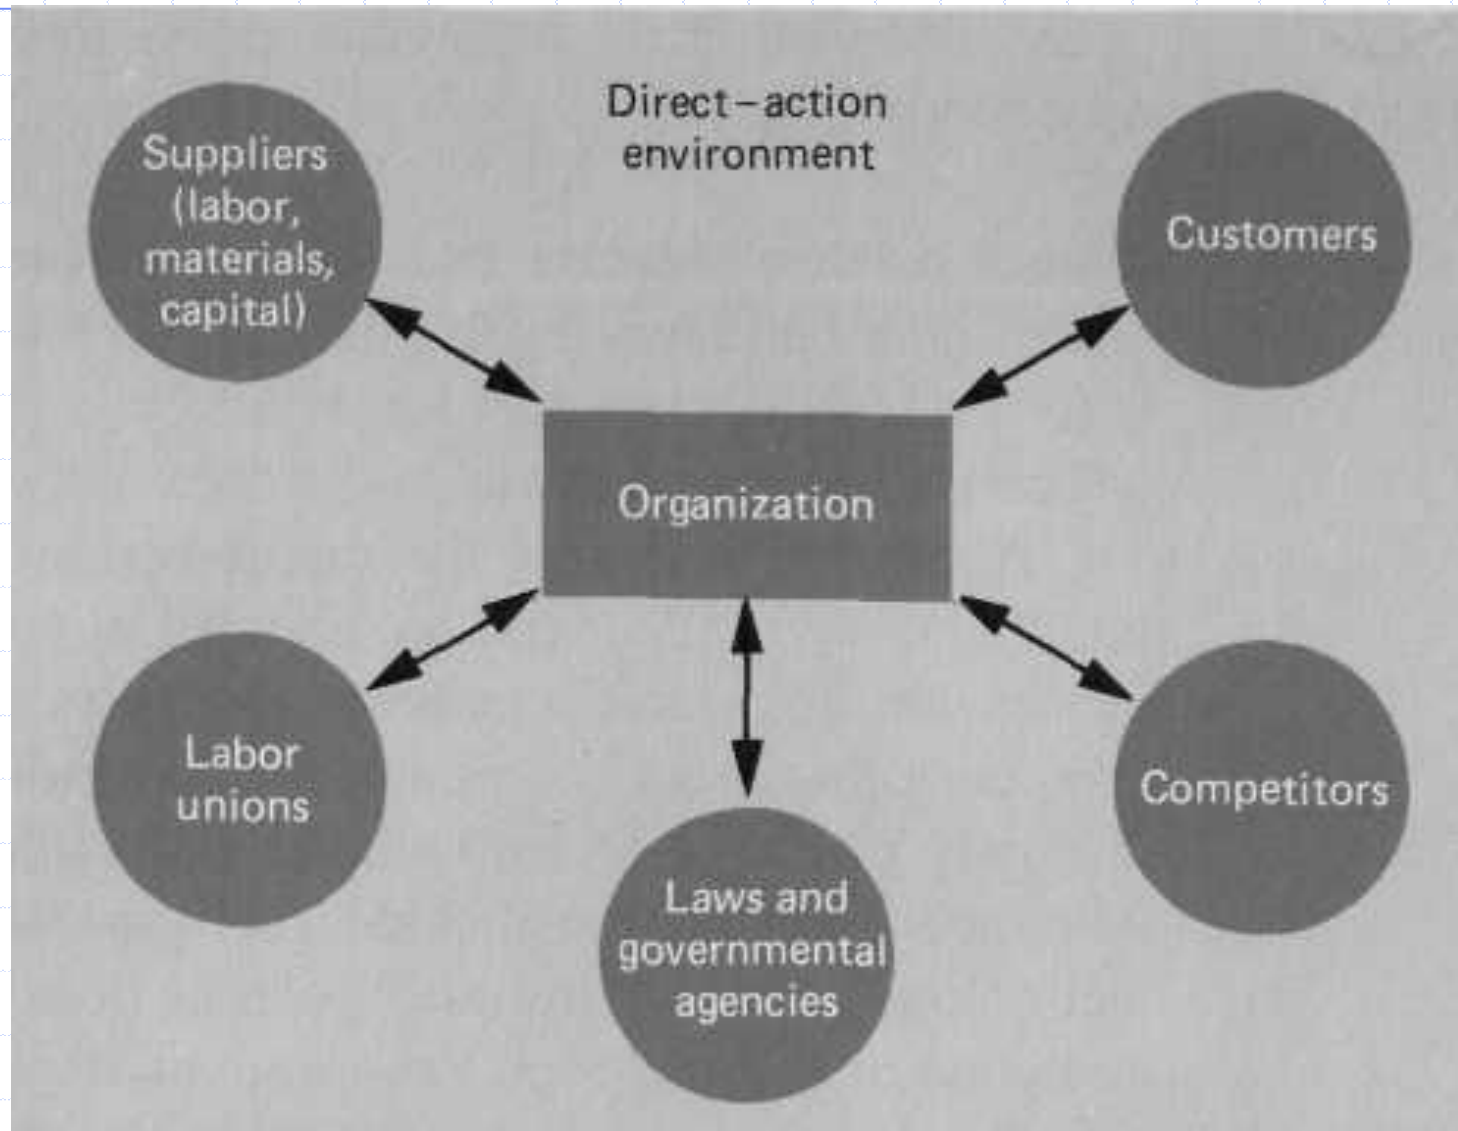 Direct–action
environment
Suppliers
(labor,
materials,
capital)
Customers
Organization
Labor
unions
Laws and
governmental
agencies
Competitors